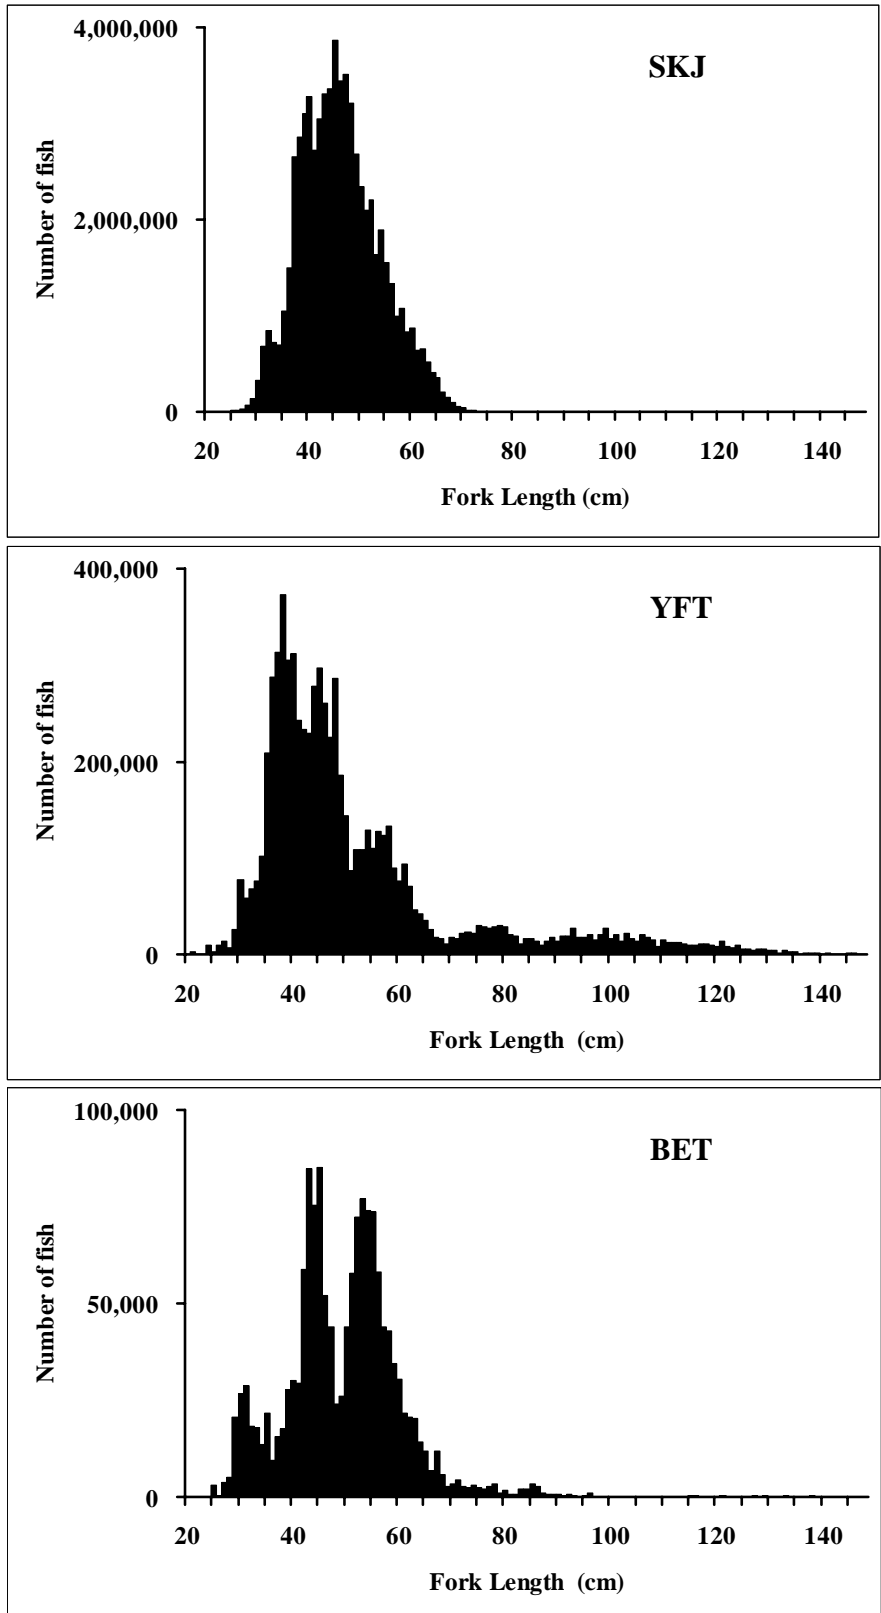 4,000,000
SKJ
Number of fish
2,000,000
0
20 40 60 80 100 120 140
Fork Length (cm)
400,000
YFT
Number of fish
200,000
0
20 40 60 80 100 120 140
Fork Length (cm)
100,000
BET
Number of fish
50,000
0
20 40 60 80 100 120 140
Fork Length (cm)